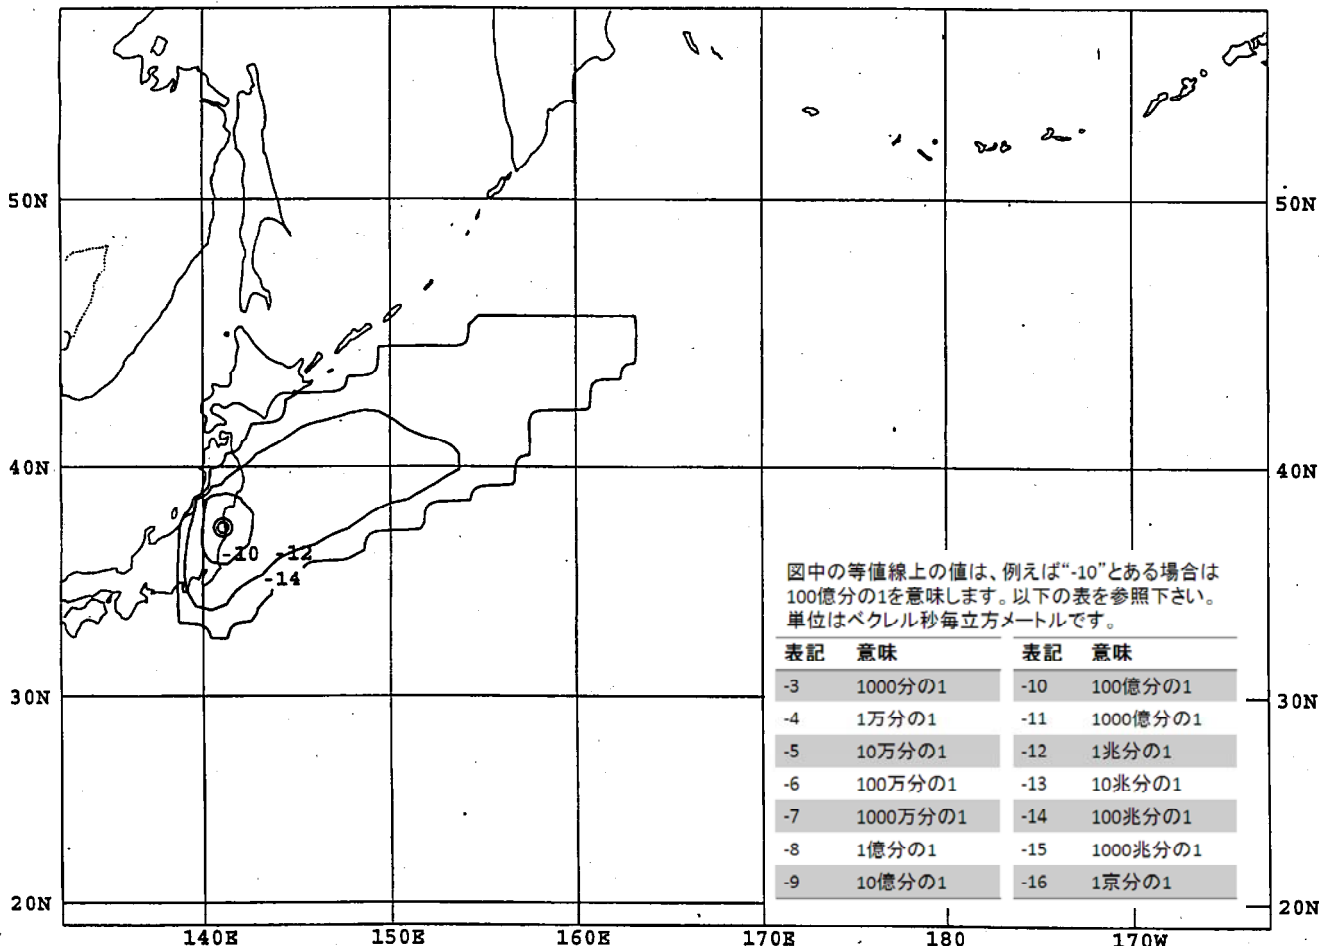 50N
50N
40N
40N
-10 -12
-14
図中の等値線上の値は、例えば“-10”とある場合は
100億分の1を意味します。以下の表を参照下さい。
単位はベクレル秒毎立方メートルです。
表記 意味 表記 意味
-3 1000分の1 -10 100億分の1
-4 1万分の1 -11 1000億分の1
-5 10万分の1 -12 1兆分の1
-6 100万分の1 -13 10兆分の1
-7 1000万分の1 -14 100兆分の1
-8 1億分の1 -15 1000兆分の1
-9 10億分の1 -16 1京分の1
30N
30N
20N
20N
140E 150E 160E 170E 180 170W